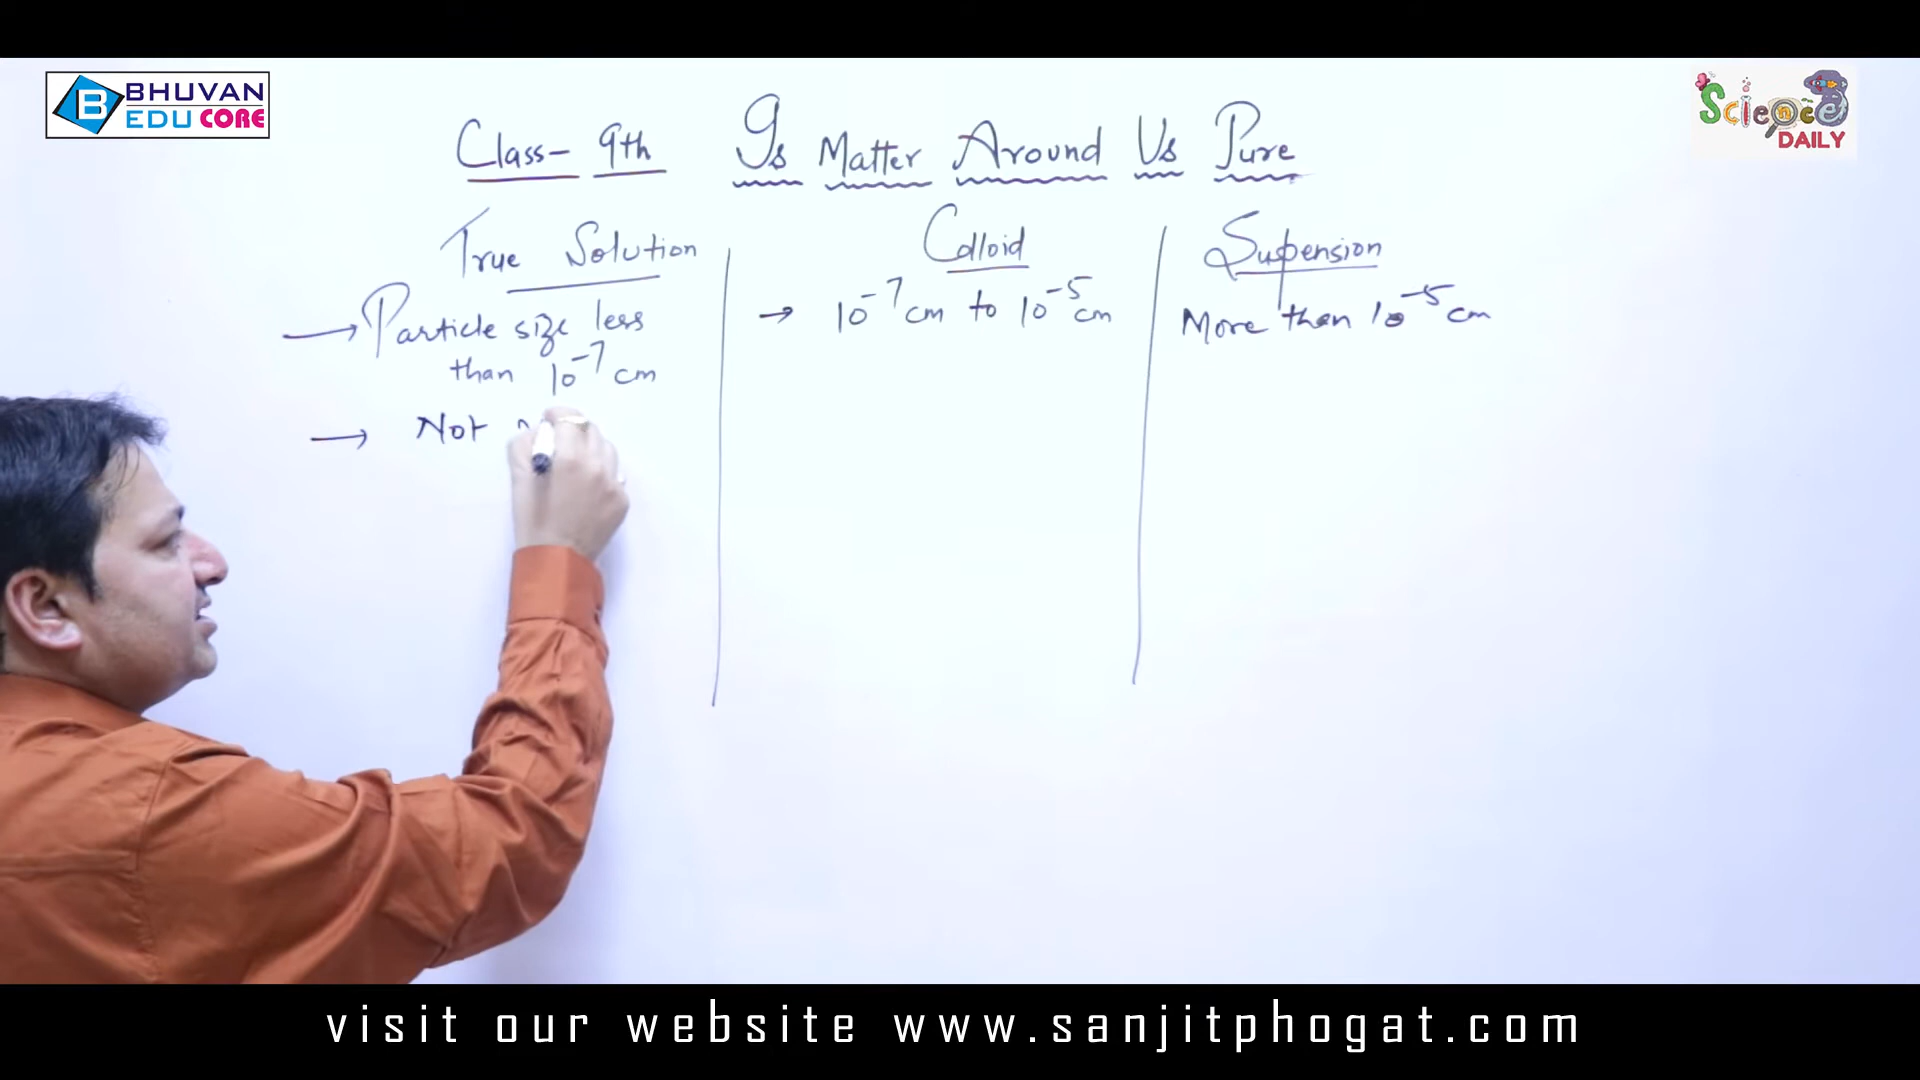 BHUVAN
EDU CORE
B
Science
DAILY
Class- 9th Is Matter Around Us Pure
True Solution
→ Particle size less
than 10⁻⁷ cm
→ Not
Colloid
→ 10⁻⁷ cm to 10⁻⁵ cm
Suspension
More than 10⁻⁵ cm
visit our website www.sanjitphogat.com